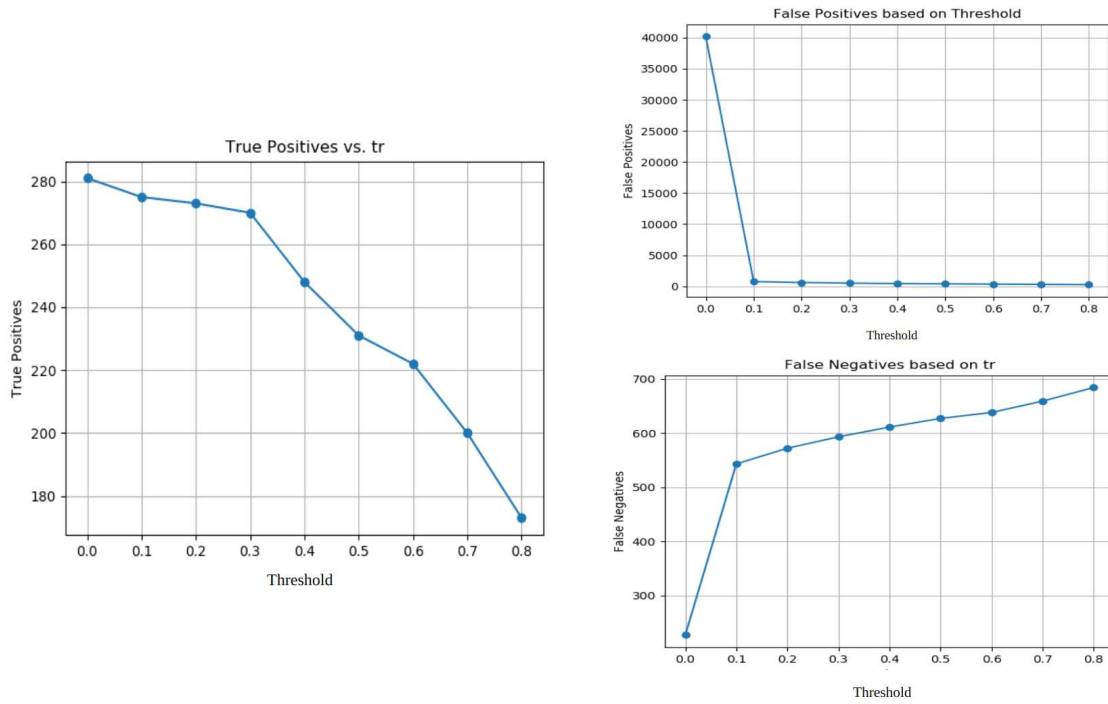 True Positives vs. tr
True Positives
280
260
240
220
200
180
0.0 0.1 0.2 0.3 0.4 0.5 0.6 0.7 0.8
Threshold
False Positives based on Threshold
False Positives
40000
35000
30000
25000
20000
15000
10000
5000
0
0.0 0.1 0.2 0.3 0.4 0.5 0.6 0.7 0.8
Threshold
False Negatives based on tr
False Negatives
700
600
500
400
300
0.0 0.1 0.2 0.3 0.4 0.5 0.6 0.7 0.8
Threshold